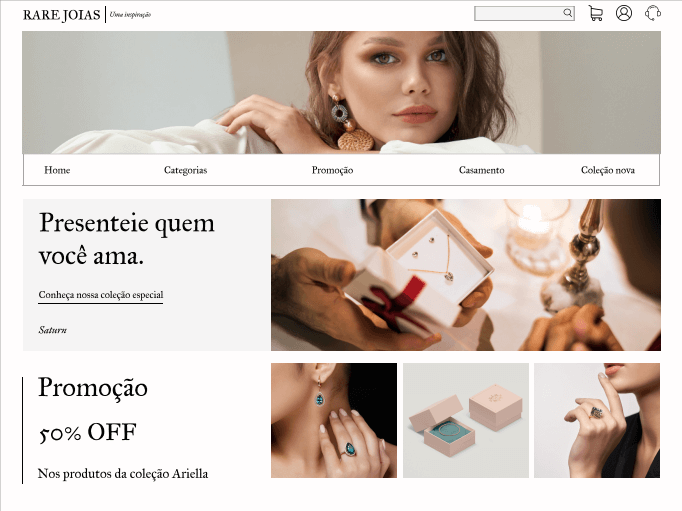 RARE JOIAS
Uma inspiração
Home
Categorias
Promoção
Casamento
Coleção nova
Presenteie quem
você ama.
Conheça nossa coleção especial
Saturn
Promoção
50% OFF
Nos produtos da coleção Ariella